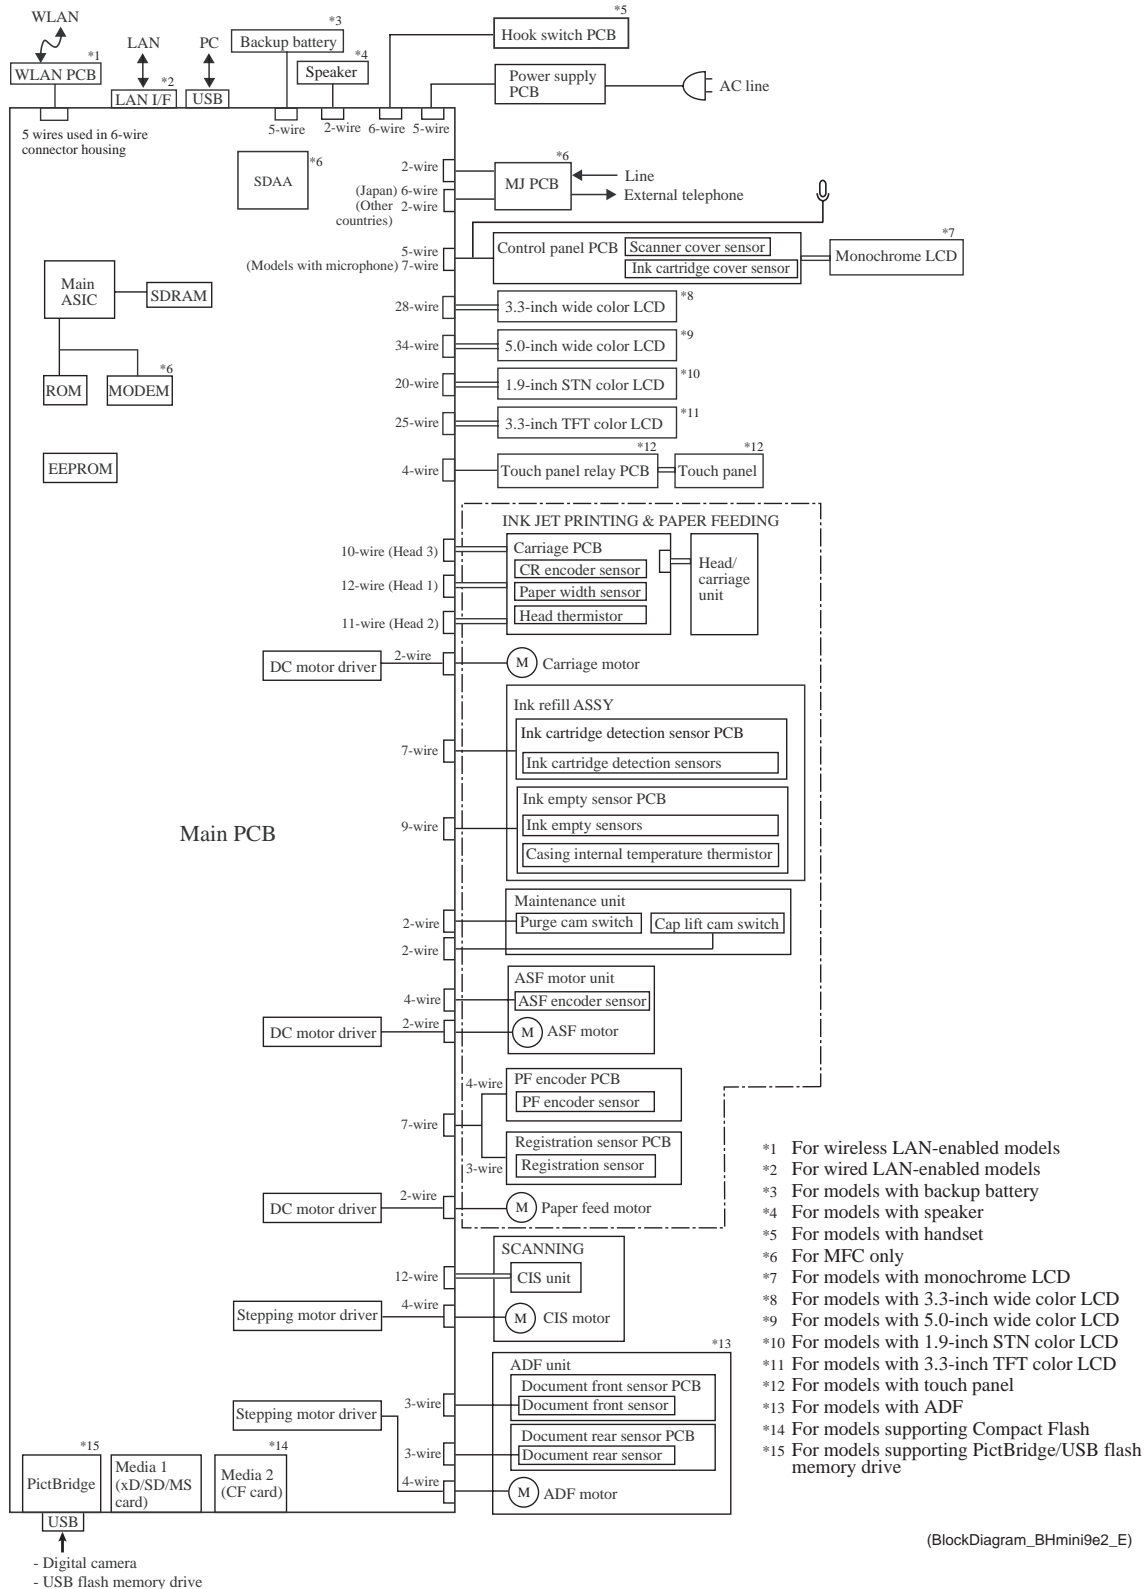 WLAN
LAN
PC
*3
Backup battery
*5
Hook switch PCB
*1
WLAN PCB
*2
LAN I/F
USB
*4
Speaker
Power supply
PCB
AC line
5 wires used in 6-wire
connector housing
5-wire
2-wire
6-wire
5-wire
SDAA
*6
2-wire
(Japan) 6-wire
(Other
countries)
2-wire
*6
MJ PCB
Line
External telephone
5-wire
(Models with microphone) 7-wire
Control panel PCB
Scanner cover sensor
Ink cartridge cover sensor
*7
Monochrome LCD
Main
ASIC
SDRAM
ROM
*6
MODEM
EEPROM
28-wire
3.3-inch wide color LCD
*8
34-wire
5.0-inch wide color LCD
*9
20-wire
1.9-inch STN color LCD
*10
25-wire
3.3-inch TFT color LCD
*11
4-wire
*12
Touch panel relay PCB
*12
Touch panel
INK JET PRINTING & PAPER FEEDING
10-wire (Head 3)
12-wire (Head 1)
11-wire (Head 2)
Carriage PCB
CR encoder sensor
Paper width sensor
Head thermistor
Head/
carriage
unit
DC motor driver
2-wire
M
Carriage motor
Ink refill ASSY
7-wire
Ink cartridge detection sensor PCB
Ink cartridge detection sensors
Main PCB
9-wire
Ink empty sensor PCB
Ink empty sensors
Casing internal temperature thermistor
Maintenance unit
2-wire
Purge cam switch
Cap lift cam switch
2-wire
ASF motor unit
4-wire
ASF encoder sensor
DC motor driver
2-wire
M
ASF motor
4-wire
PF encoder PCB
PF encoder sensor
7-wire
Registration sensor PCB
3-wire
Registration sensor
DC motor driver
2-wire
M
Paper feed motor
SCANNING
12-wire
CIS unit
Stepping motor driver
4-wire
M
CIS motor
*13
ADF unit
Document front sensor PCB
3-wire
Document front sensor
Stepping motor driver
Document rear sensor PCB
3-wire
Document rear sensor
4-wire
M
ADF motor
*15
PictBridge
Media 1
(xD/SD/MS
card)
*14
Media 2
(CF card)
USB
- Digital camera
- USB flash memory drive
*1 For wireless LAN-enabled models
*2 For wired LAN-enabled models
*3 For models with backup battery
*4 For models with speaker
*5 For models with handset
*6 For MFC only
*7 For models with monochrome LCD
*8 For models with 3.3-inch wide color LCD
*9 For models with 5.0-inch wide color LCD
*10 For models with 1.9-inch STN color LCD
*11 For models with 3.3-inch TFT color LCD
*12 For models with touch panel
*13 For models with ADF
*14 For models supporting Compact Flash
*15 For models supporting PictBridge/USB flash
memory drive
(BlockDiagram_BHmini9e2_E)